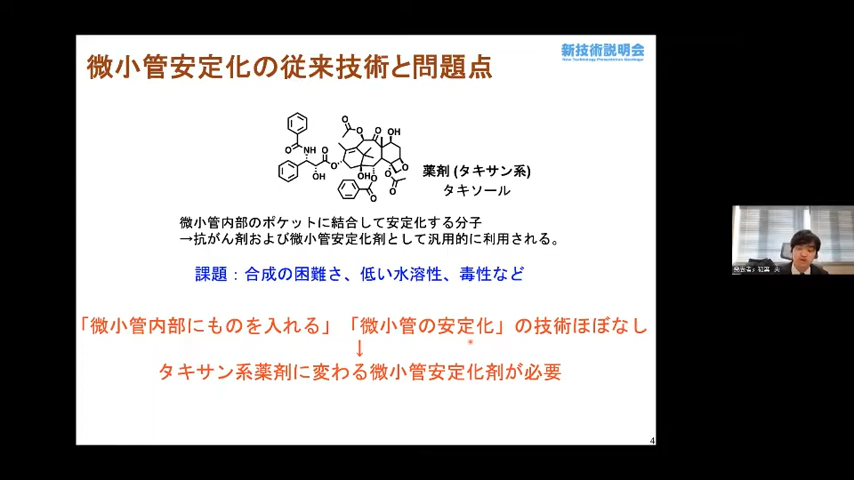 微小管安定化の従来技術と問題点
新技術説明会
New Technology Presentation Meetings!
薬剤 (タキサン系)
タキソール
微小管内部のポケットに結合して安定化する分子
→抗がん剤および微小管安定化剤として汎用的に利用される。
課題：合成の困難さ、低い水溶性、毒性など
「微小管内部にものを入れる」「微小管の安定化」の技術ほぼなし
↓
タキサン系薬剤に変わる微小管安定化剤が必要
4